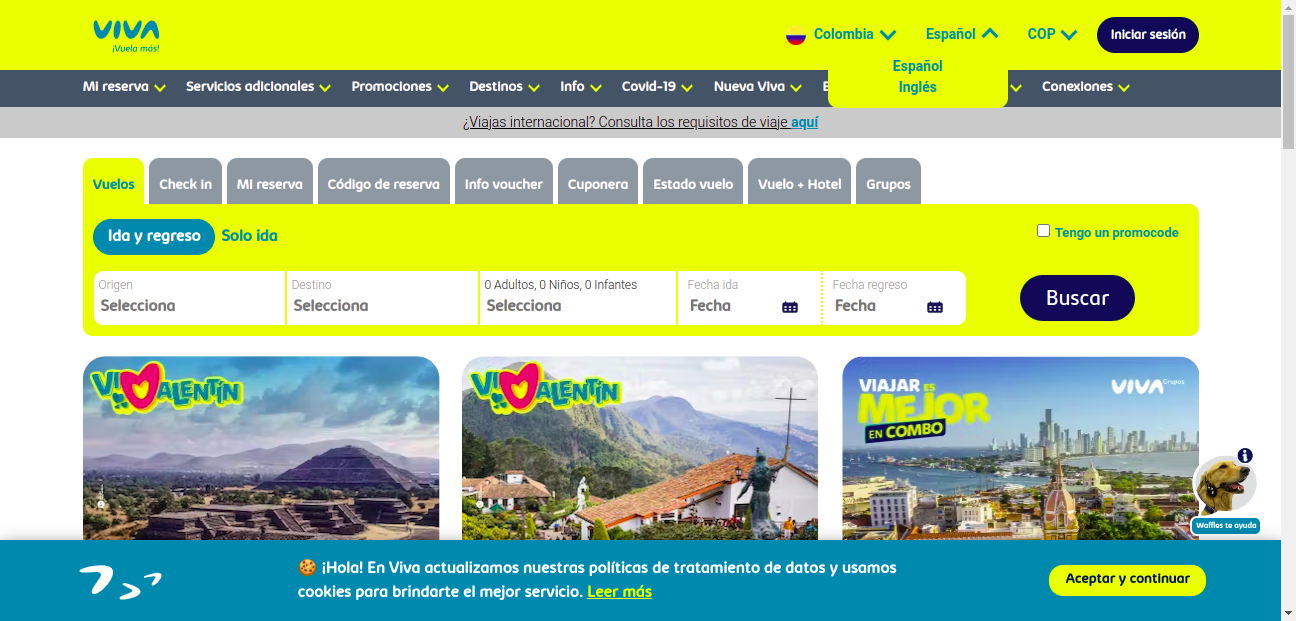 VIVA
¡Vuela más!
Colombia
Español
COP
Iniciar sesión
Español
Inglés
Mi reserva
Servicios adicionales
Promociones
Destinos
Info
Covid-19
Nueva Viva
Conexiones
¿Viajas internacional? Consulta los requisitos de viaje aquí
Vuelos
Check In
Mi reserva
Código de reserva
Info voucher
Cuponera
Estado vuelo
Vuelo + Hotel
Grupos
Ida y regreso
Solo ida
Tengo un promocode
Origen
Selecciona
Destino
Selecciona
0 Adultos, 0 Niños, 0 Infantes
Selecciona
Fecha ida
Fecha
Fecha regreso
Fecha
Buscar
VIVALENTÍN
VIVALENTÍN
VIAJAR ES
MEJOR
EN COMBO
VIVA Grupos
i
Waffles te ayuda
¡Hola! En Viva actualizamos nuestras políticas de tratamiento de datos y usamos
cookies para brindarte el mejor servicio. Leer más
Aceptar y continuar